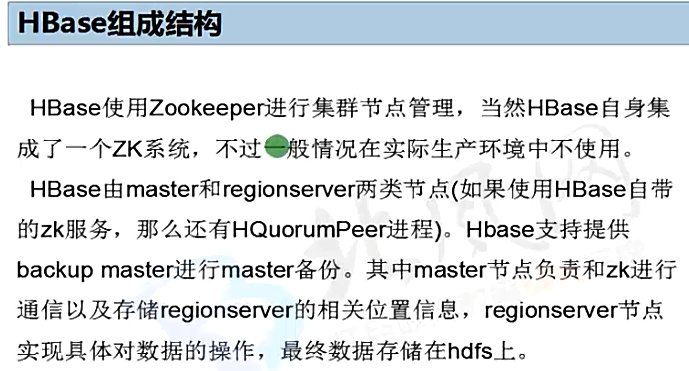 HBase组成结构
HBase使用Zookeeper进行集群节点管理，当然HBase自身集
成了一个ZK系统，不过一般情况在实际生产环境中不使用。
HBase由master和regionserver两类节点(如果使用HBase自带
的zk服务，那么还有HQuorumPeer进程)。Hbase支持提供
backup master进行master备份。其中master节点负责和zk进行
通信以及存储regionserver的相关位置信息，regionserver节点
实现具体对数据的操作，最终数据存储在hdfs上。